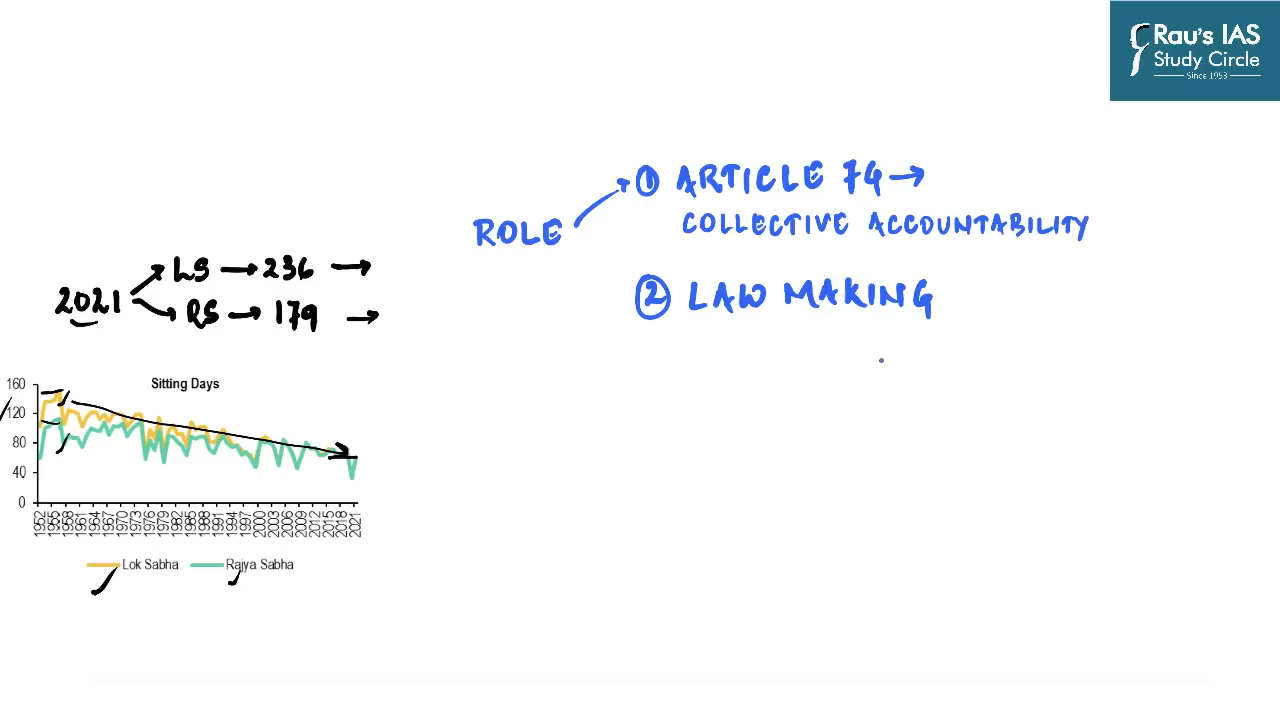 Rau's IAS
Study Circle
Since 1953
ROLE
① ARTICLE 74 →
COLLECTIVE ACCOUNTABILITY
② LAW MAKING
2021
LS → 236 →
RS → 179 →
Sitting Days
160
120
80
40
0
1952 1955 1958 1961 1964 1967 1970 1973 1976 1979 1982 1985 1988 1991 1994 1997 2000 2003 2006 2009 2012 2015 2018 2021
Lok Sabha Rajya Sabha